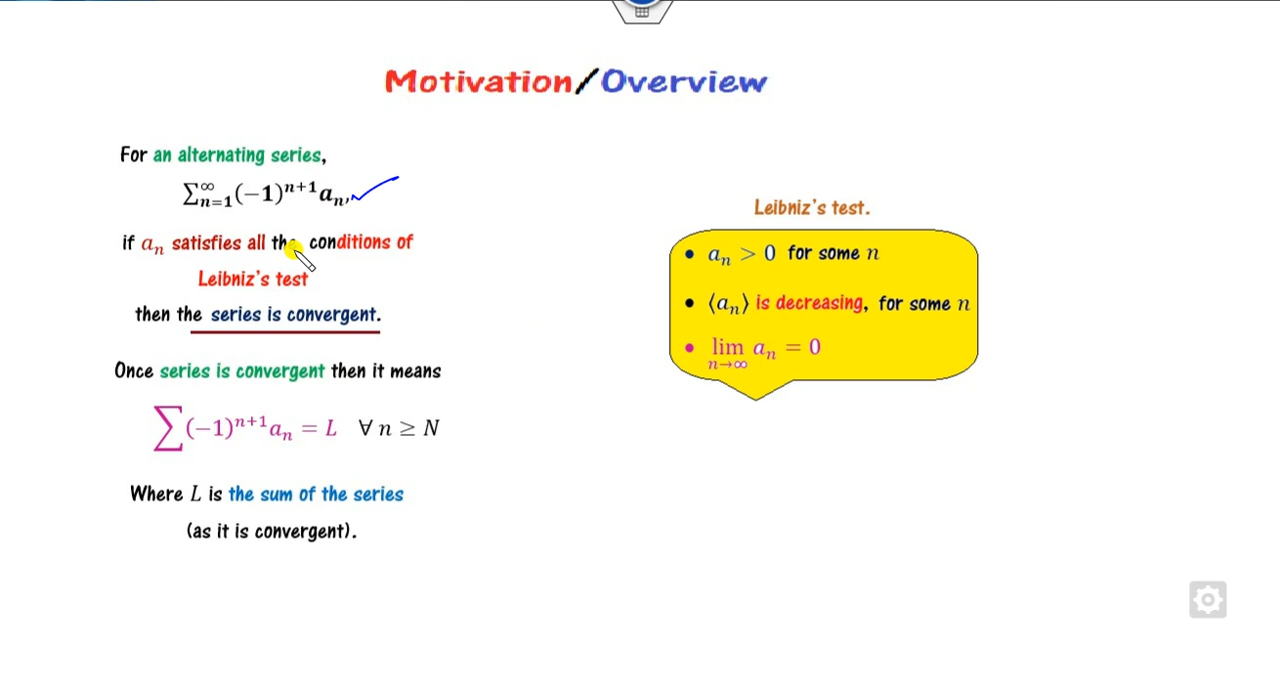 Motivation/Overview
For an alternating series,
∑_{n=1}^{∞}(−1)^{n+1}a_n,
if a_n satisfies all the conditions of
Leibniz's test
then the series is convergent.
Once series is convergent then it means
∑(−1)^{n+1}a_n = L ∀ n ≥ N
Where L is the sum of the series
(as it is convergent).
Leibniz's test.
• a_n > 0 for some n
• ⟨a_n⟩ is decreasing, for some n
• lim_{n→∞} a_n = 0